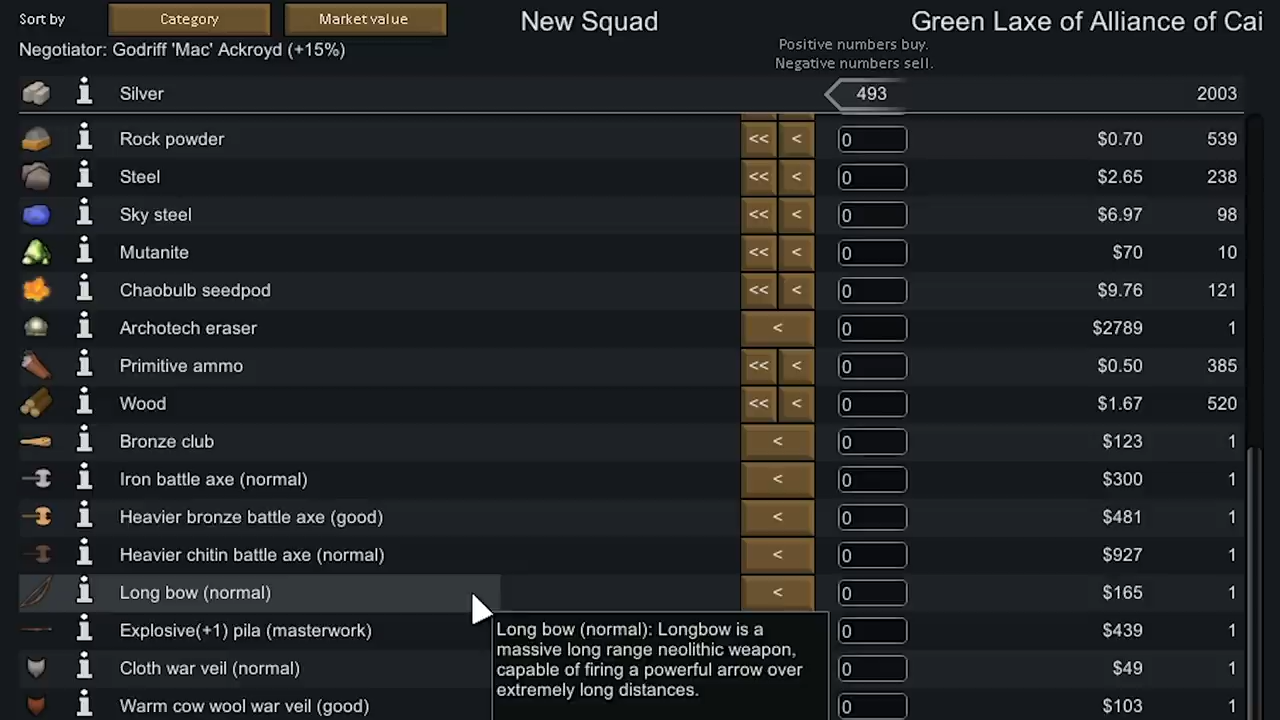 Sort by Category Market value New Squad Green Laxe of Alliance of Cai
Negotiator: Godriff 'Mac' Ackroyd (+15%)
Positive numbers buy.
Negative numbers sell.
Silver 493 2003
Rock powder << < 0 $0.70 539
Steel << < 0 $2.65 238
Sky steel << < 0 $6.97 98
Mutanite << < 0 $70 10
Chaobulb seedpod << < 0 $9.76 121
Archotech eraser < 0 $2789 1
Primitive ammo << < 0 $0.50 385
Wood << < 0 $1.67 520
Bronze club < 0 $123 1
Iron battle axe (normal) < 0 $300 1
Heavier bronze battle axe (good) < 0 $481 1
Heavier chitin battle axe (normal) < 0 $927 1
Long bow (normal) < 0 $165 1
Explosive(+1) pila (masterwork) 0 $439 1
Cloth war veil (normal) 0 $49 1
Warm cow wool war veil (good) 0 $103 1
Long bow (normal): Longbow is a
massive long range neolithic weapon,
capable of firing a powerful arrow over
extremely long distances.